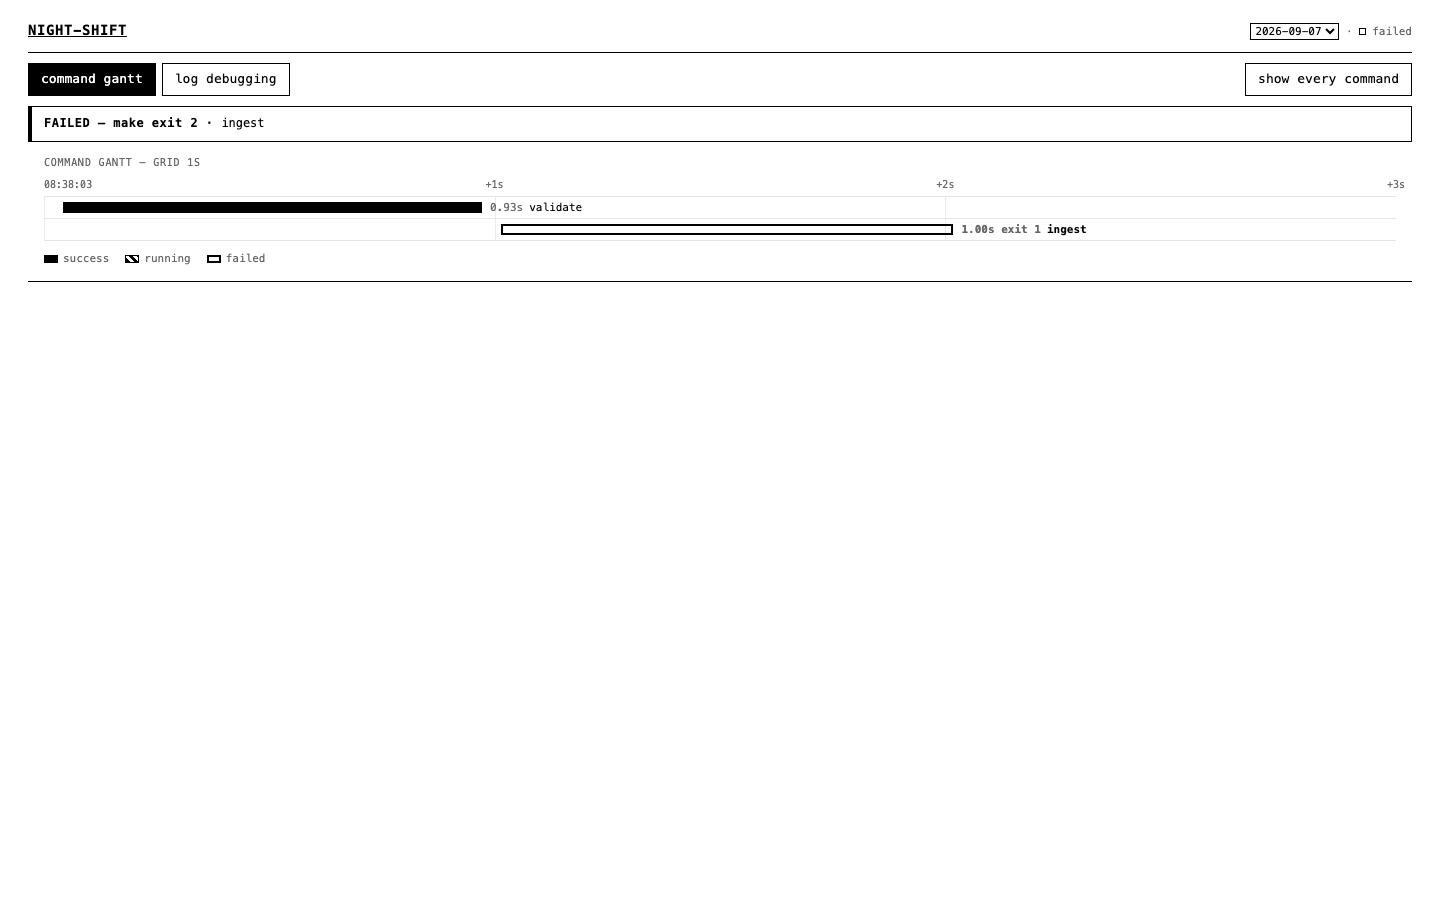 NIGHT-SHIFT
2026-09-07 · failed
command gantt log debugging show every command
FAILED — make exit 2 · ingest
COMMAND GANTT — GRID 1S
08:38:03 +1s +2s +3s
0.93s validate
1.00s exit 1 ingest
success running failed